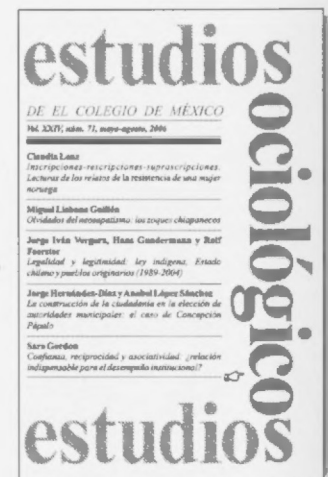 estudios
sociológicos
DE EL COLEGIO DE MÉXICO
Vol. XXIV, núm. 71, mayo-agosto, 2006
Claudia Lanz
Inscripciones-rescripciones-suprascripciones.
Lecturas de los relatos de la resistencia de una mujer
noruega
Miguel Lisbona Guillén
Olvidados del neozapatismo: los zoques chiapanecos
Jorge Iván Vergara, Hans Gundermann y Rolf
Foerster
Legalidad y legitimidad: ley indígena, Estado
chileno y pueblos originarios (1989-2004)
Jorge Hernández-Díaz y Anabel López Sánchez
La construcción de la ciudadanía en la elección de
autoridades municipales: el caso de Concepción
Pápalo
Sara Gordon
Confianza, reciprocidad y asociatividad: ¿relación
indispensable para el desempeño institucional?
estudios